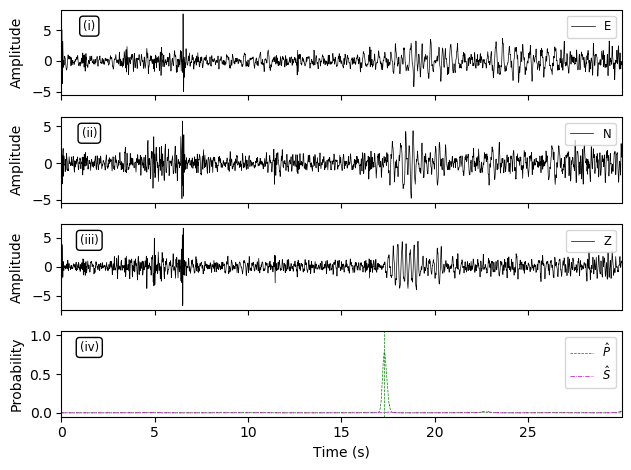 Amplitude
5
0
−5
(i)
E
Amplitude
5
0
−5
(ii)
N
Amplitude
5
0
−5
(iii)
Z
Probability
1.0
0.5
0.0
(iv)
P̂
Ŝ
0 5 10 15 20 25
Time (s)